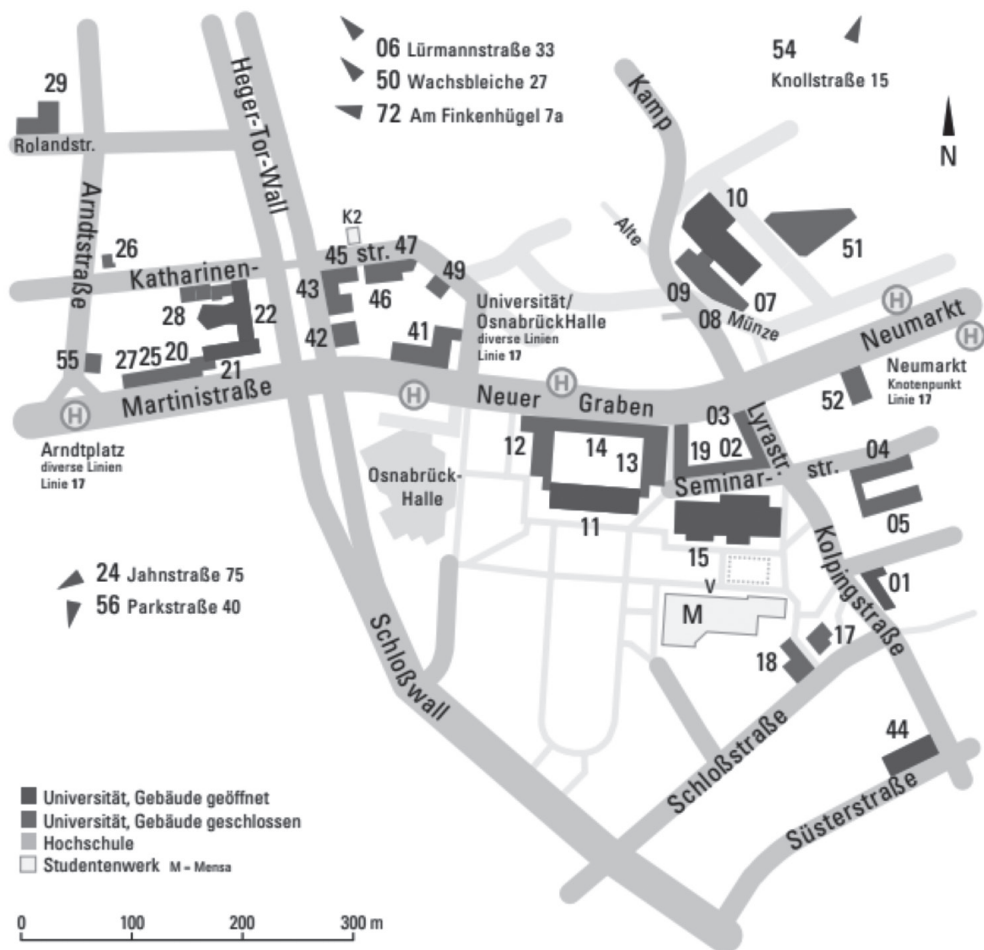 06 Lürmannstraße 33
50 Wachsbleiche 27
72 Am Finkenhügel 7a
54
Knollstraße 15
N
29
Rolandstr.
Heger-Tor-Wall
Kamp
Arndtstraße
K2
10
51
Alte
26
45
str.
47
Katharinen-
43
46
49
09
07
08
Münze
H
Neumarkt
H
Neumarkt
Knotenpunkt
Linie 17
28
22
42
41
Universität/
OsnabrückHalle
diverse Linien
Linie 17
55
27
25
20
21
Martinistraße
H
Arndtplatz
diverse Linien
Linie 17
H
Neuer Graben
H
52
03
Lyrastr.
12
14
13
19
02
04
Seminar-
str.
Osnabrück-
Halle
11
15
05
Kolpingstraße
01
V
M
17
18
24 Jahnstraße 75
56 Parkstraße 40
Schloßwall
44
Schloßstraße
Süsterstraße
Universität, Gebäude geöffnet
Universität, Gebäude geschlossen
Hochschule
Studentenwerk M = Mensa
0 100 200 300 m